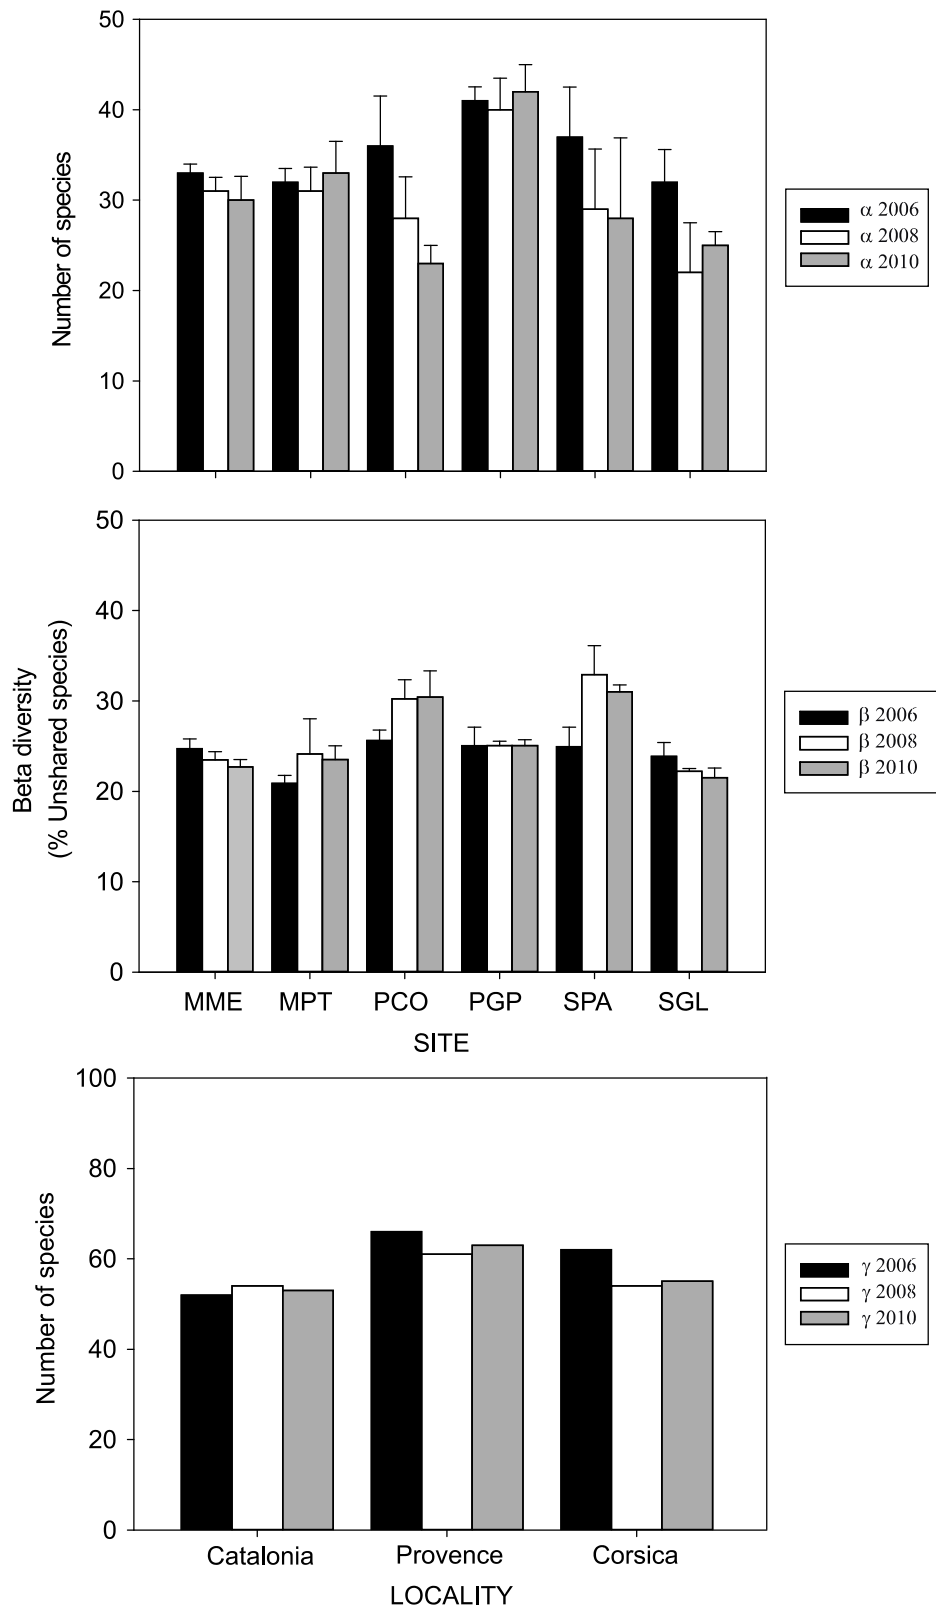 50
40
30
20
10
0
Number of species
α 2006
α 2008
α 2010
50
40
30
20
10
0
Beta diversity
(% Unshared species)
β 2006
β 2008
β 2010
MME MPT PCO PGP SPA SGL
SITE
100
80
60
40
20
0
Number of species
γ 2006
γ 2008
γ 2010
Catalonia Provence Corsica
LOCALITY